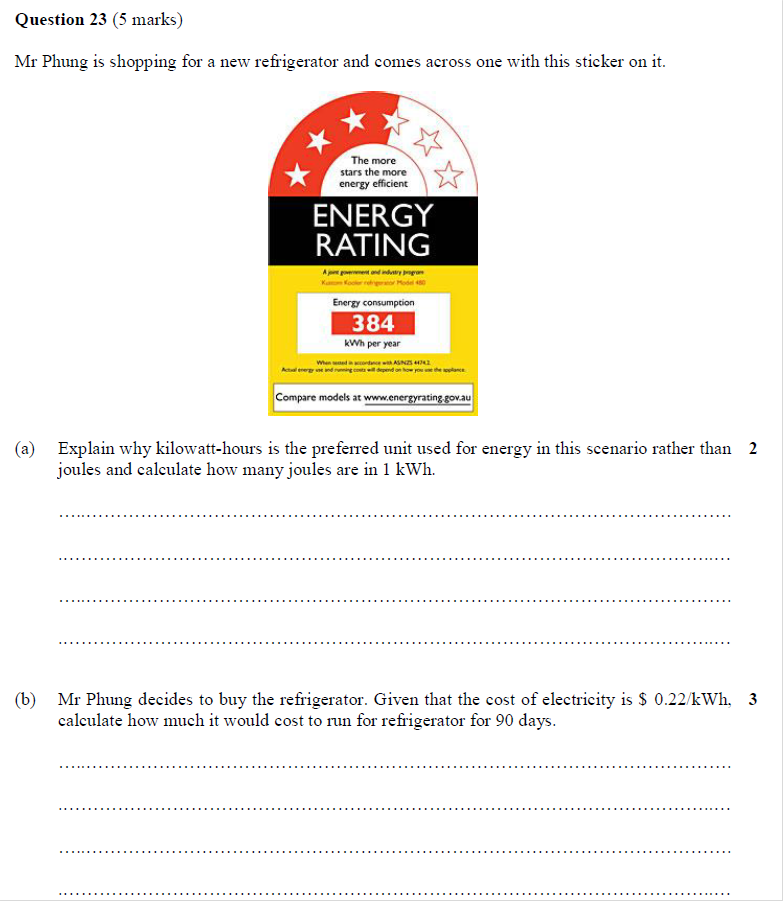 Question 23 (5 marks)
Mr Phung is shopping for a new refrigerator and comes across one with this sticker on it.
The more
stars the more
energy efficient
ENERGY
RATING
A joint government and industry program
Kustom Kooler refrigerator Model 480
Energy consumption
384
kWh per year
When tested in accordance with AS/NZS 4474.2
Actual energy use and running costs will depend on how you use the appliance.
Compare models at www.energyrating.gov.au
(a) Explain why kilowatt-hours is the preferred unit used for energy in this scenario rather than 2
joules and calculate how many joules are in 1 kWh.
(b) Mr Phung decides to buy the refrigerator. Given that the cost of electricity is $ 0.22/kWh, 3
calculate how much it would cost to run for refrigerator for 90 days.